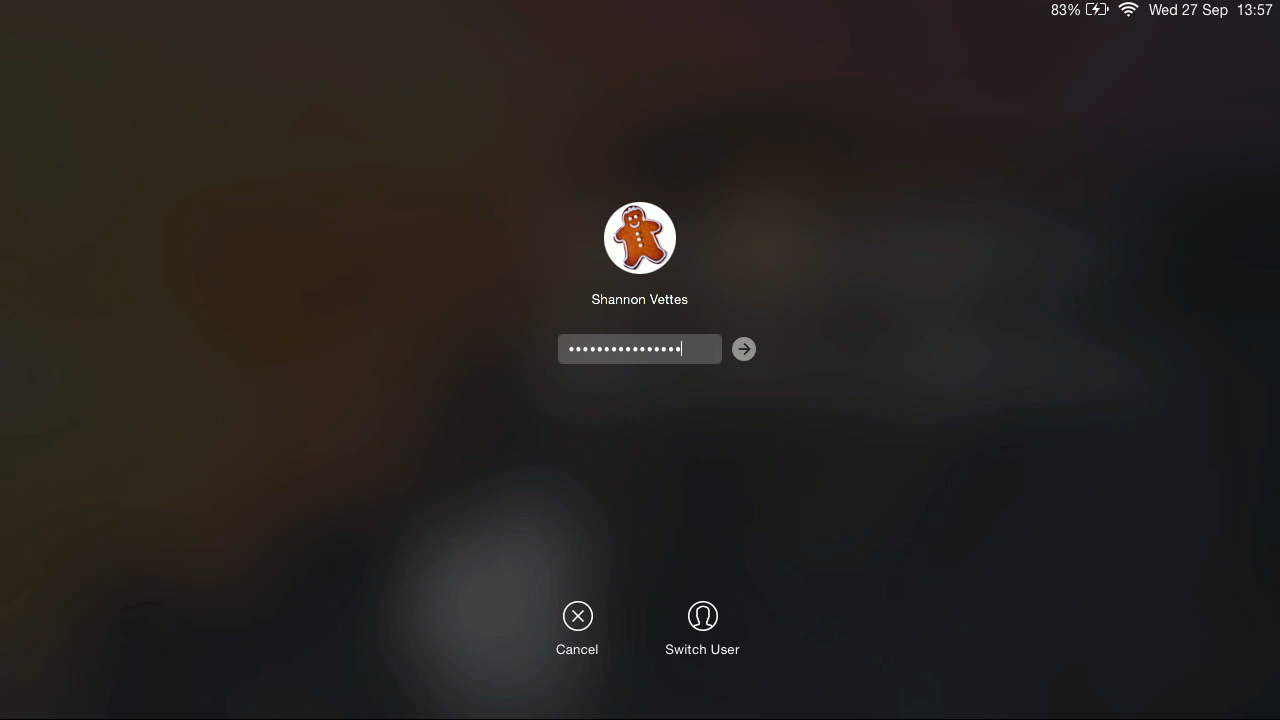 83% Wed 27 Sep 13:57
Shannon Vettes
••••••••••••••••
Cancel
Switch User